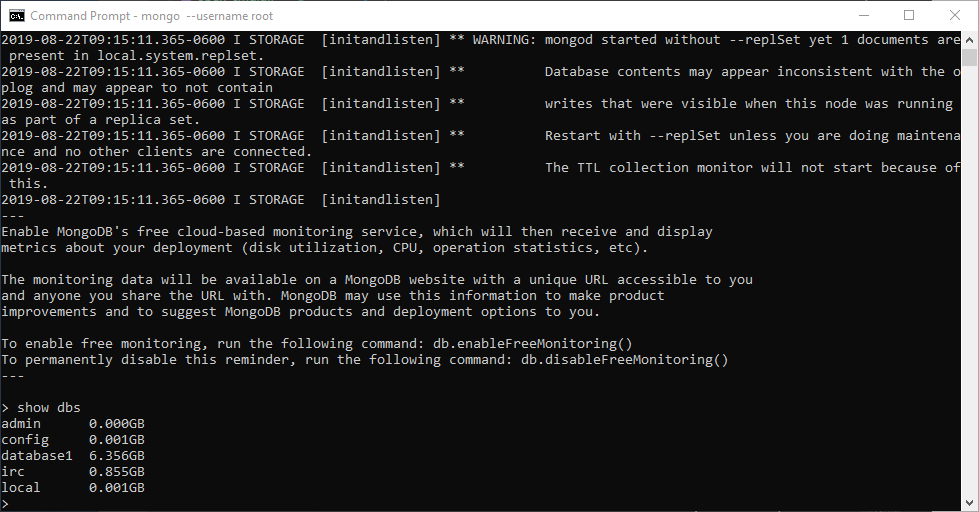 Command Prompt - mongo  --username root
2019-08-22T09:15:11.365-0600 I STORAGE  [initandlisten] ** WARNING: mongod started without --replSet yet 1 documents are
 present in local.system.replset.
2019-08-22T09:15:11.365-0600 I STORAGE  [initandlisten] **          Database contents may appear inconsistent with the o
plog and may appear to not contain
2019-08-22T09:15:11.365-0600 I STORAGE  [initandlisten] **          writes that were visible when this node was running
as part of a replica set.
2019-08-22T09:15:11.365-0600 I STORAGE  [initandlisten] **          Restart with --replSet unless you are doing maintena
nce and no other clients are connected.
2019-08-22T09:15:11.365-0600 I STORAGE  [initandlisten] **          The TTL collection monitor will not start because of
 this.
2019-08-22T09:15:11.365-0600 I STORAGE  [initandlisten]
---
Enable MongoDB's free cloud-based monitoring service, which will then receive and display
metrics about your deployment (disk utilization, CPU, operation statistics, etc).

The monitoring data will be available on a MongoDB website with a unique URL accessible to you
and anyone you share the URL with. MongoDB may use this information to make product
improvements and to suggest MongoDB products and deployment options to you.

To enable free monitoring, run the following command: db.enableFreeMonitoring()
To permanently disable this reminder, run the following command: db.disableFreeMonitoring()
---

> show dbs
admin      0.000GB
config     0.001GB
database1  6.356GB
irc        0.855GB
local      0.001GB
>